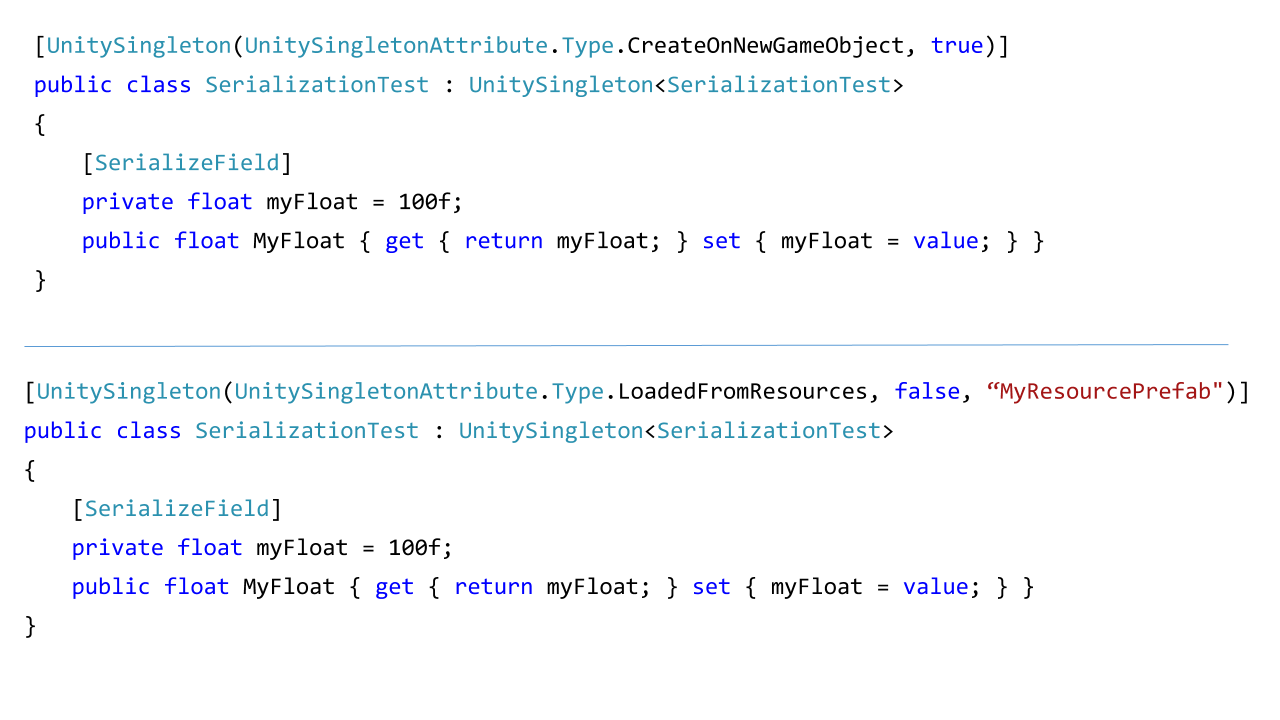 [UnitySingleton(UnitySingletonAttribute.Type.CreateOnNewGameObject, true)]
public class SerializationTest : UnitySingleton<SerializationTest>
{
[SerializeField]
private float myFloat = 100f;
public float MyFloat { get { return myFloat; } set { myFloat = value; } }
}
[UnitySingleton(UnitySingletonAttribute.Type.LoadedFromResources, false, “MyResourcePrefab")]
public class SerializationTest : UnitySingleton<SerializationTest>
{
[SerializeField]
private float myFloat = 100f;
public float MyFloat { get { return myFloat; } set { myFloat = value; } }
}